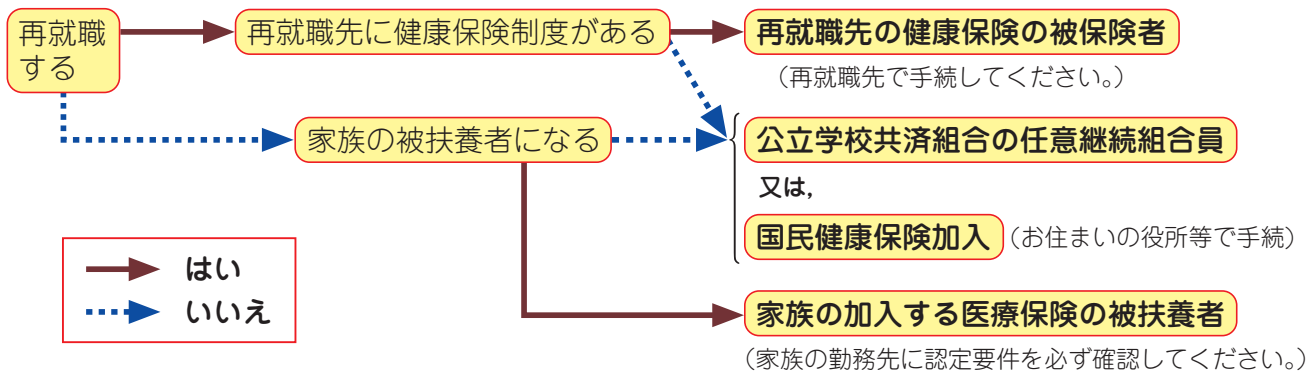 再就職
する
再就職先に健康保険制度がある
再就職先の健康保険の被保険者
（再就職先で手続してください。）
家族の被扶養者になる
公立学校共済組合の任意継続組合員
又は,
国民健康保険加入（お住まいの役所等で手続）
はい
いいえ
家族の加入する医療保険の被扶養者
（家族の勤務先に認定要件を必ず確認してください。）